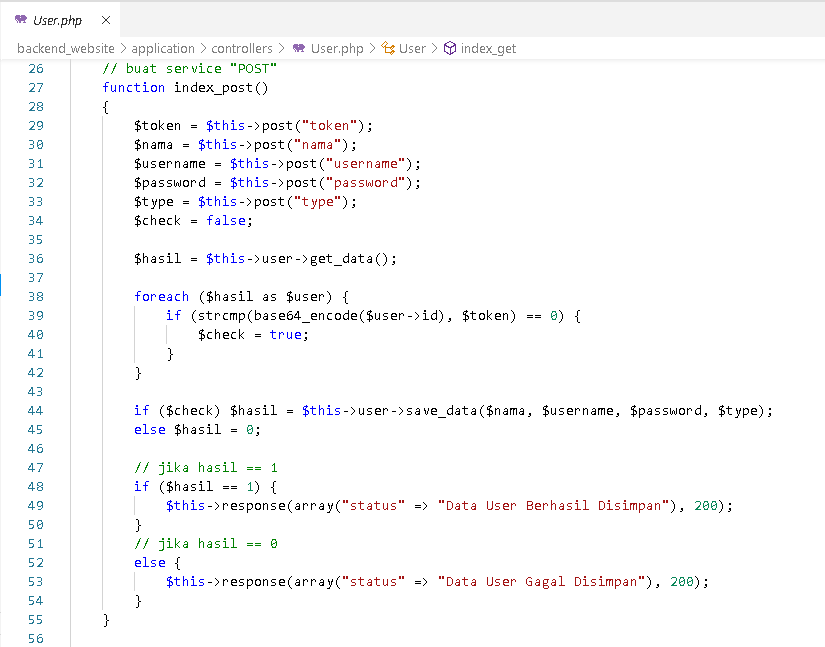 User.php ×
backend_website > application > controllers > User.php > User > index_get
26 // buat service "POST"
27 function index_post()
28 {
29 $token = $this->post("token");
30 $nama = $this->post("nama");
31 $username = $this->post("username");
32 $password = $this->post("password");
33 $type = $this->post("type");
34 $check = false;
35
36 $hasil = $this->user->get_data();
37
38 foreach ($hasil as $user) {
39 if (strcmp(base64_encode($user->id), $token) == 0) {
40 $check = true;
41 }
42 }
43
44 if ($check) $hasil = $this->user->save_data($nama, $username, $password, $type);
45 else $hasil = 0;
46
47 // jika hasil == 1
48 if ($hasil == 1) {
49 $this->response(array("status" => "Data User Berhasil Disimpan"), 200);
50 }
51 // jika hasil == 0
52 else {
53 $this->response(array("status" => "Data User Gagal Disimpan"), 200);
54 }
55 }
56